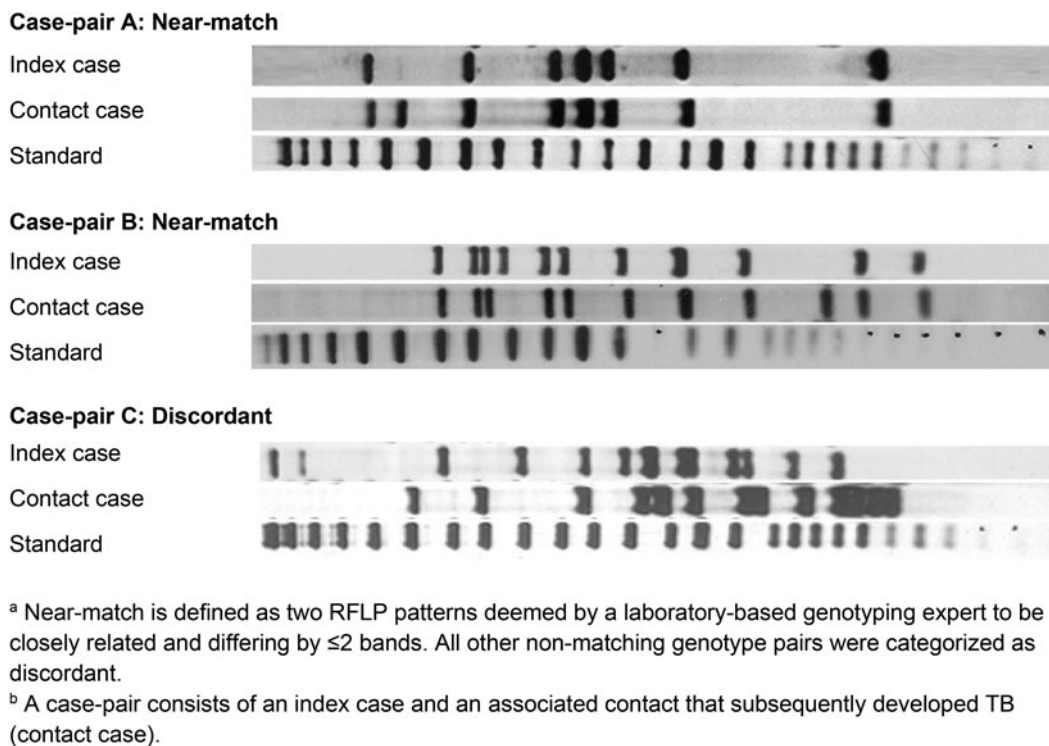 Case-pair A: Near-match
Index case
Contact case
Standard
Case-pair B: Near-match
Index case
Contact case
Standard
Case-pair C: Discordant
Index case
Contact case
Standard
a Near-match is defined as two RFLP patterns deemed by a laboratory-based genotyping expert to be
closely related and differing by ≤2 bands. All other non-matching genotype pairs were categorized as
discordant.
b A case-pair consists of an index case and an associated contact that subsequently developed TB
(contact case).